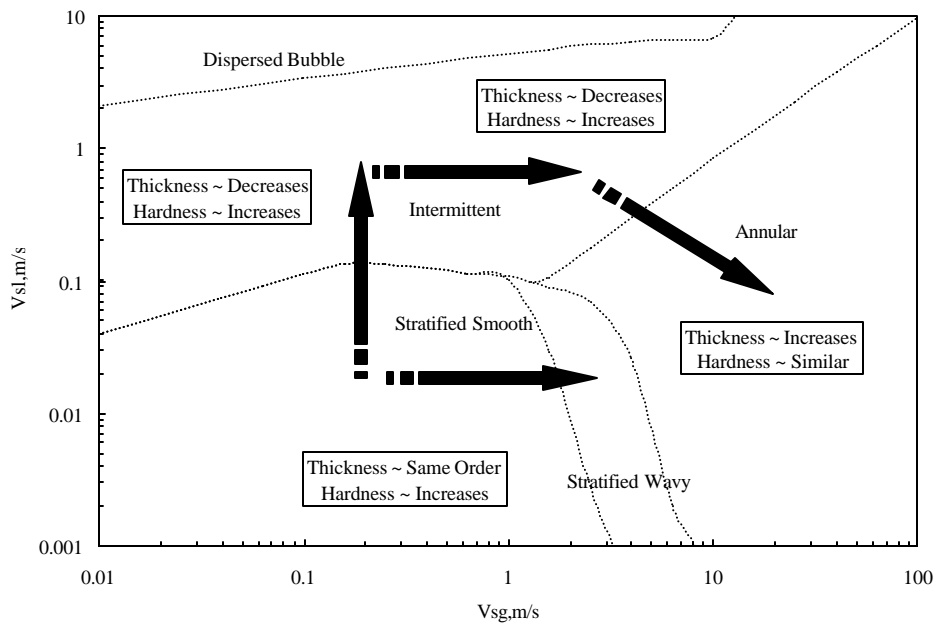 10
Dispersed Bubble
Thickness ~ Decreases
Hardness ~ Increases
1
Thickness ~ Decreases
Hardness ~ Increases
Intermittent
Annular
Vsl,m/s
0.1
Stratified Smooth
Thickness ~ Increases
Hardness ~ Similar
0.01
Thickness ~ Same Order
Hardness ~ Increases
Stratified Wavy
0.001
0.01
0.1
1
10
100
Vsg,m/s